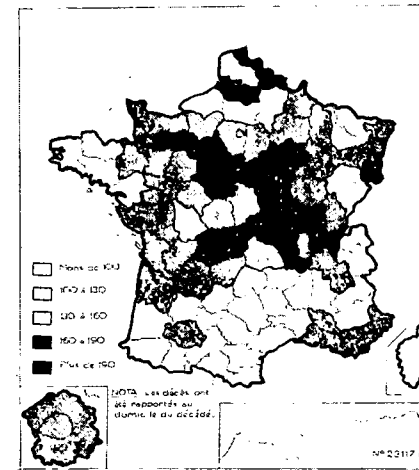 Moins de 100
100 à 130
130 à 160
160 à 190
Plus de 190
NOTA Les décès ont
été rapportés au
domicile du décédé.